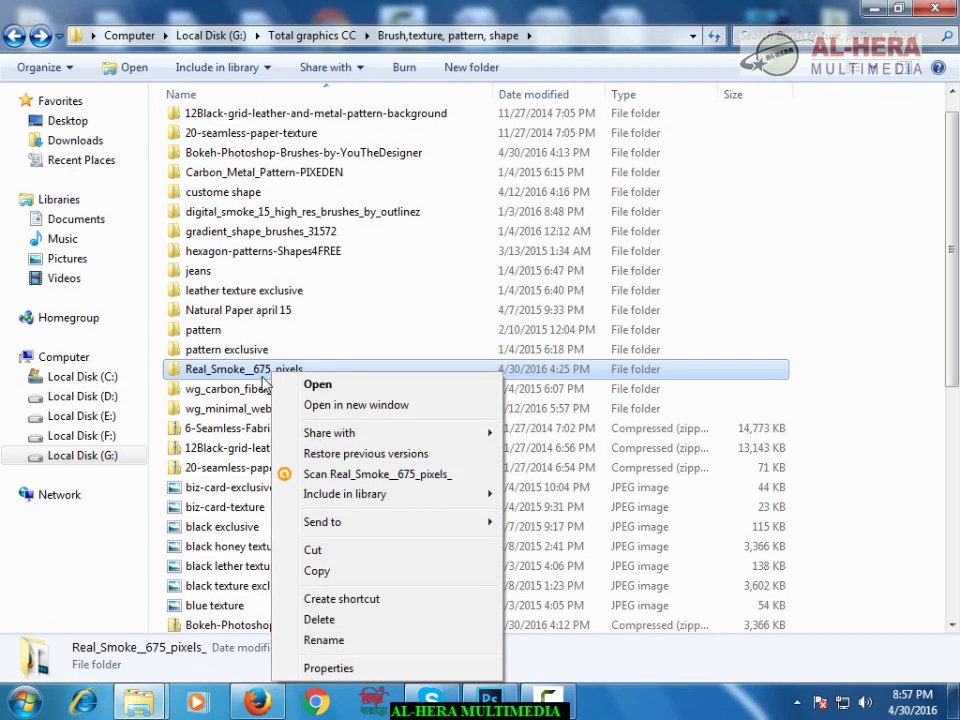 Computer Local Disk (G:) Total graphics CC Brush,texture, pattern, shape
AL-HERA
MULTIMEDIA
Organize Open Include in library Share with Burn New folder
Name Date modified Type Size
Favorites
Desktop
Downloads
Recent Places
Libraries
Documents
Music
Pictures
Videos
Homegroup
Computer
Local Disk (C:)
Local Disk (D:)
Local Disk (E:)
Local Disk (F:)
Local Disk (G:)
Network
12Black-grid-leather-and-metal-pattern-background 11/27/2014 7:05 PM File folder
20-seamless-paper-texture 11/27/2014 7:05 PM File folder
Bokeh-Photoshop-Brushes-by-YouTheDesigner 4/30/2016 4:13 PM File folder
Carbon_Metal_Pattern-PIXEDEN 1/4/2015 6:15 PM File folder
custome shape 4/12/2016 4:16 PM File folder
digital_smoke_15_high_res_brushes_by_outlinez 1/3/2016 8:48 PM File folder
gradient_shape_brushes_31572 1/4/2016 12:12 AM File folder
hexagon-patterns-Shapes4FREE 3/13/2015 1:34 AM File folder
jeans 1/4/2015 6:47 PM File folder
leather texture exclusive 1/4/2015 6:40 PM File folder
Natural Paper april 15 4/7/2015 9:33 PM File folder
pattern 2/10/2015 12:04 PM File folder
pattern exclusive 1/4/2015 6:18 PM File folder
Real_Smoke__675_pixels_ 4/30/2016 4:25 PM File folder
wg_carbon_fibe /4/2015 6:07 PM File folder
wg_minimal_web /12/2016 5:57 PM File folder
6-Seamless-Fabri /27/2014 7:02 PM Compressed (zipp... 14,773 KB
12Black-grid-leat /27/2014 6:56 PM Compressed (zipp... 13,143 KB
20-seamless-pape /27/2014 6:54 PM Compressed (zipp... 71 KB
biz-card-exclusive /4/2015 10:04 PM JPEG image 44 KB
biz-card-texture /4/2015 9:31 PM JPEG image 23 KB
black exclusive /7/2015 9:17 PM JPEG image 115 KB
black honey textu /8/2015 2:41 PM JPEG image 3,366 KB
black lether textu /3/2015 4:06 PM JPEG image 138 KB
black texture excl /8/2015 1:23 PM JPEG image 3,602 KB
blue texture /3/2015 4:05 PM JPEG image 54 KB
Bokeh-Photoshop /30/2016 4:12 PM Compressed (zipp... 3,366 KB
Open
Open in new window
Share with
Restore previous versions
Scan Real_Smoke__675_pixels_
Include in library
Send to
Cut
Copy
Create shortcut
Delete
Rename
Properties
Real_Smoke__675_pixels_ Date modifi
File folder
AL-HERA MULTIMEDIA
8:57 PM
4/30/2016